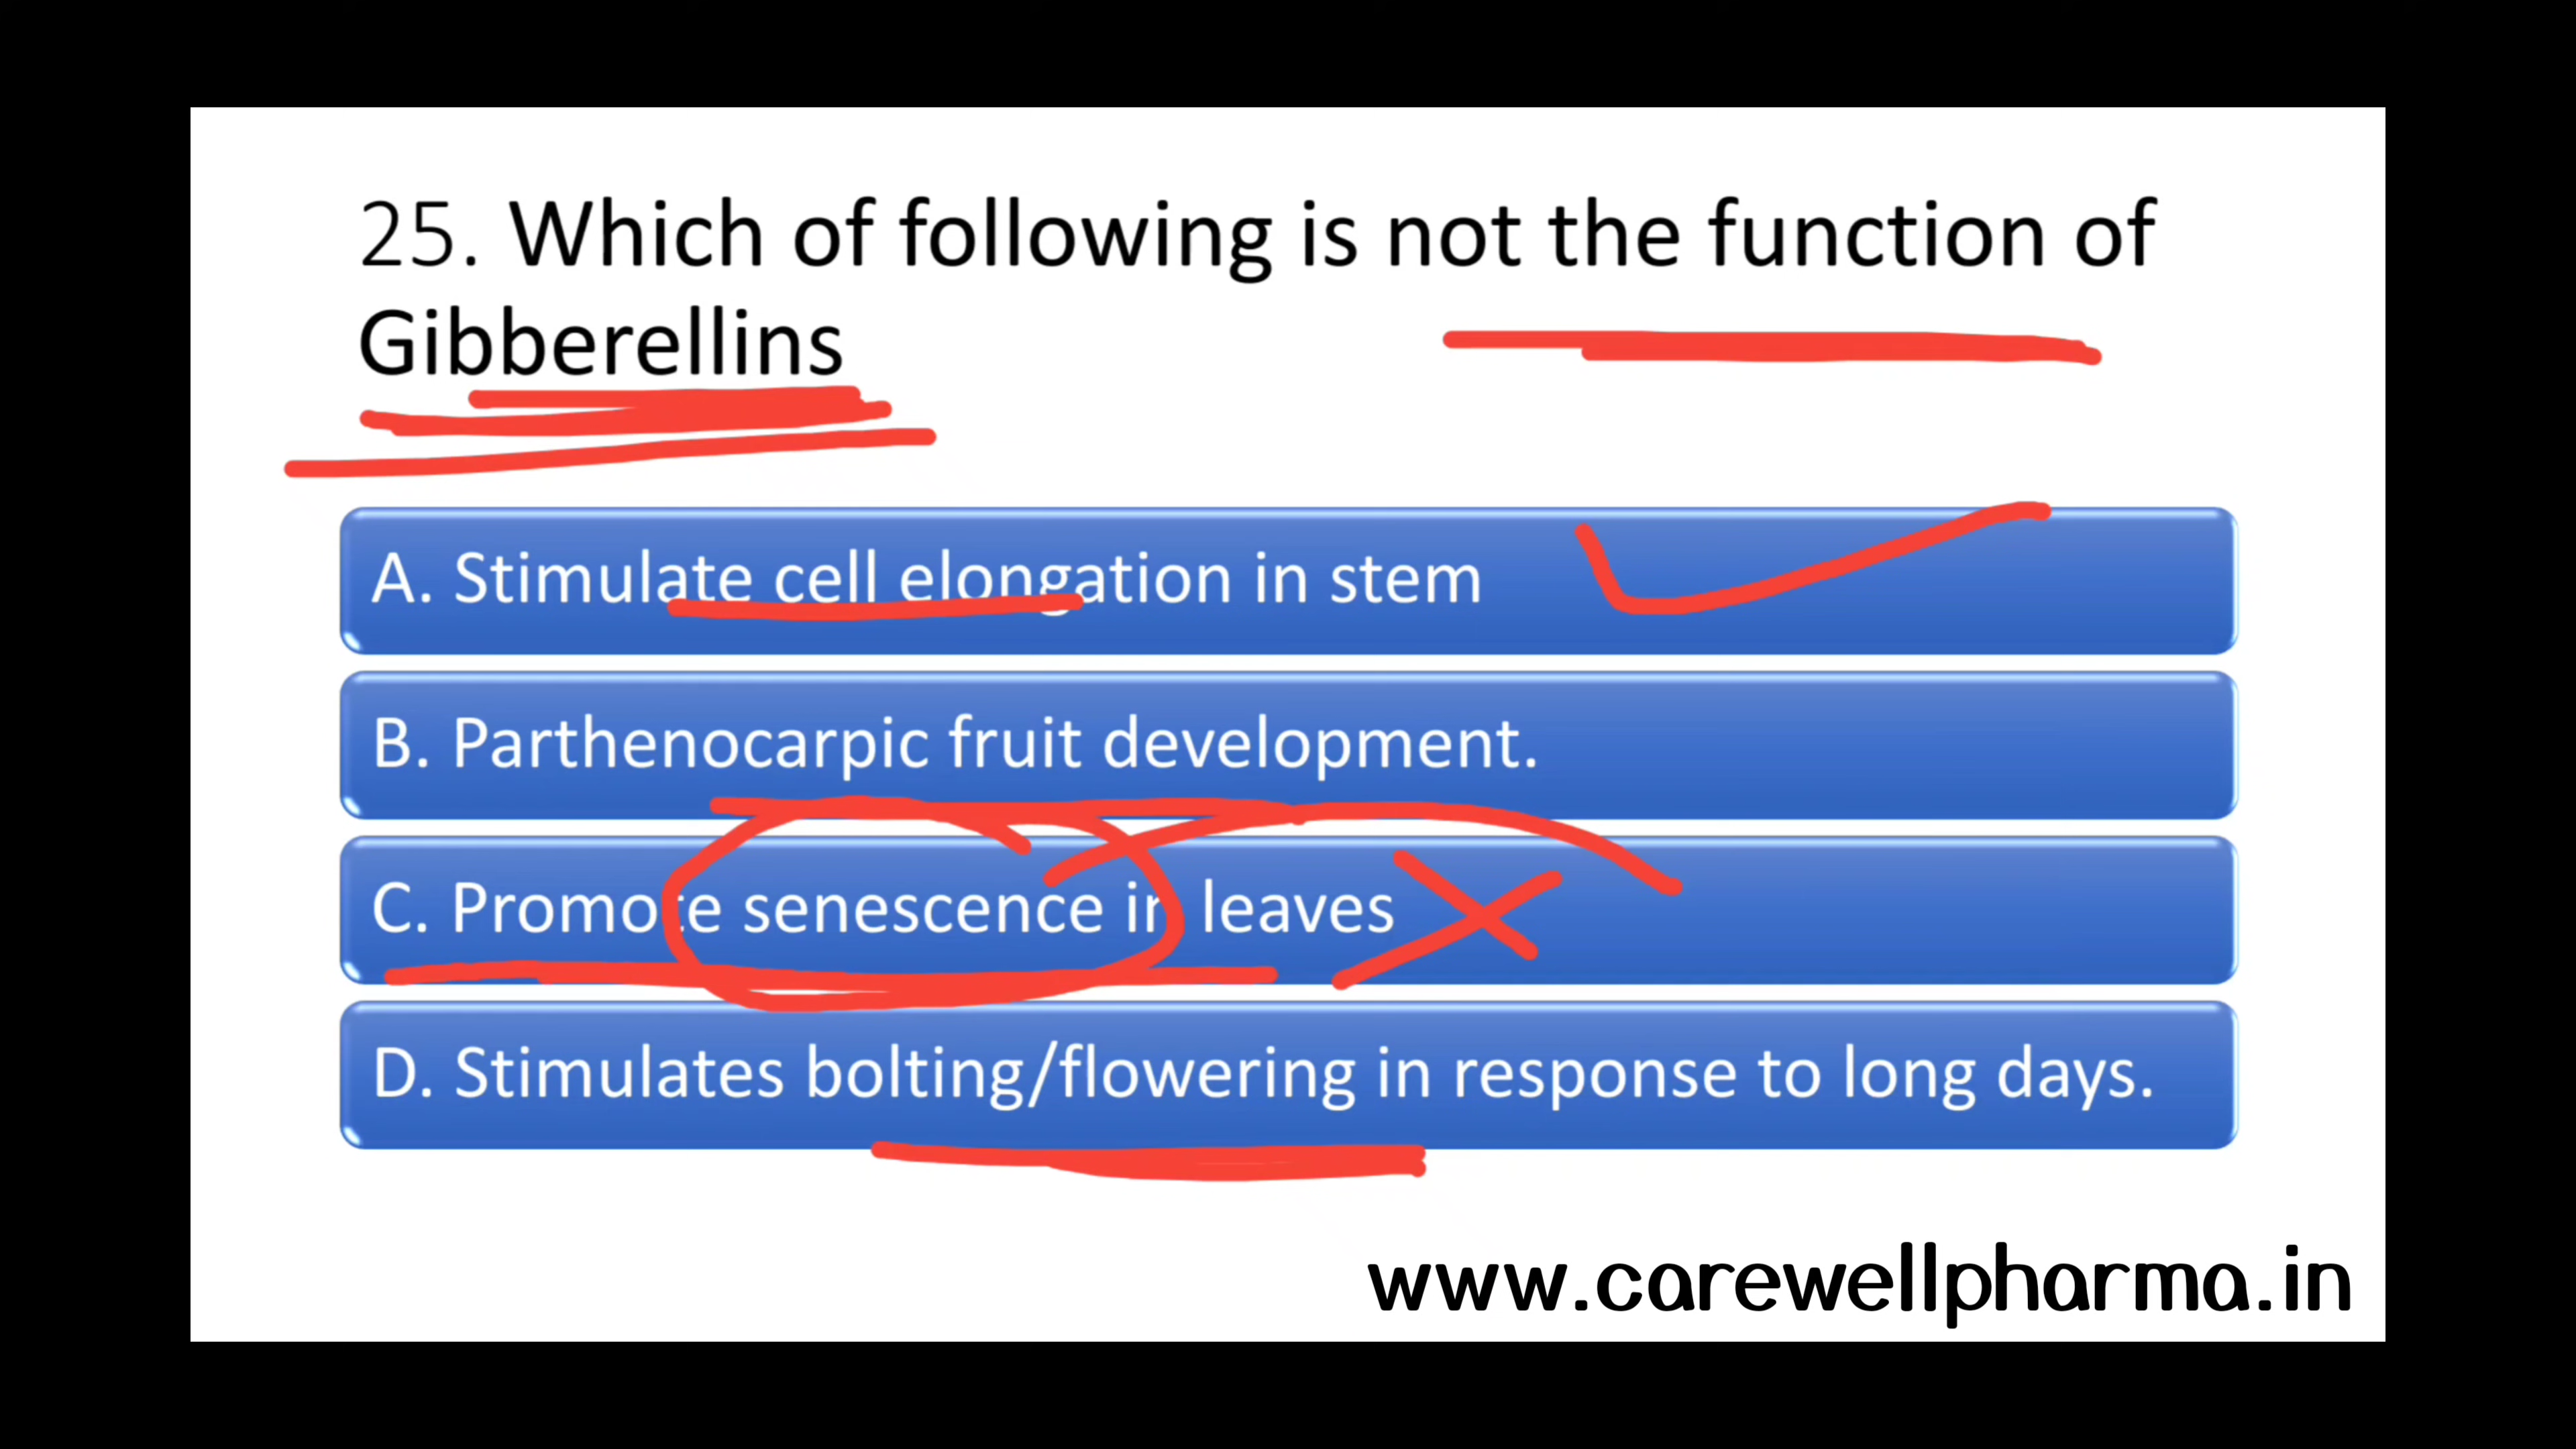 25. Which of following is not the function of
Gibberellins
A. Stimulate cell elongation in stem
B. Parthenocarpic fruit development.
C. Promote senescence in leaves
D. Stimulates bolting/flowering in response to long days.
www.carewellpharma.in